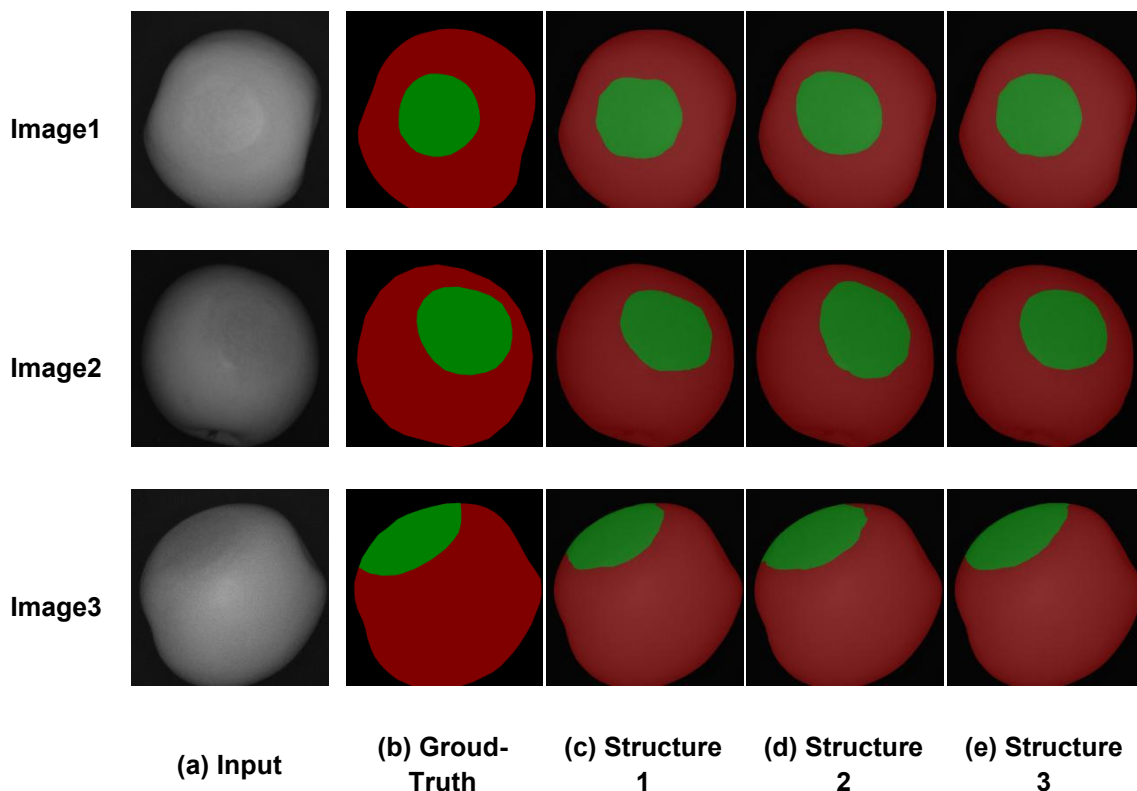 Image1
Image2
Image3
(a) Input
(b) Groud-
Truth
(c) Structure
1
(d) Structure
2
(e) Structure
3